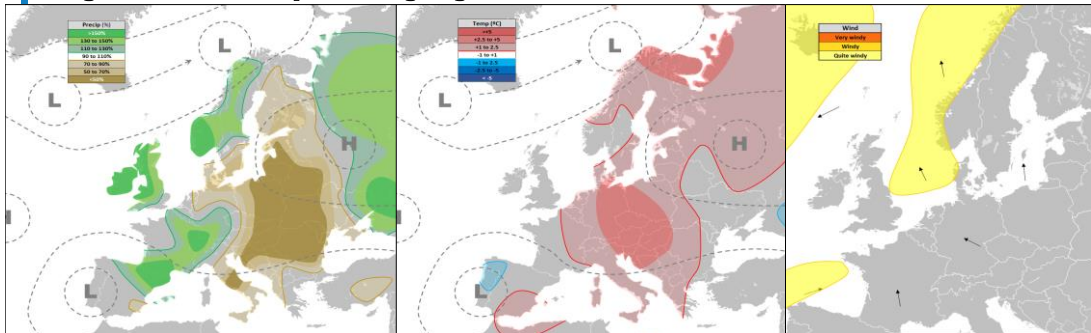 Precip (%)
>150%
130 to 150%
110 to 130%
90 to 110%
70 to 90%
50 to 70%
<50%
L
L
H
H
L
Temp (ºC)
>+5
+2.5 to +5
+1 to 2.5
-1 to +1
-1 to 2.5
-2.5 to -5
< -5
L
L
H
H
L
Wind
Very windy
Windy
Quite windy